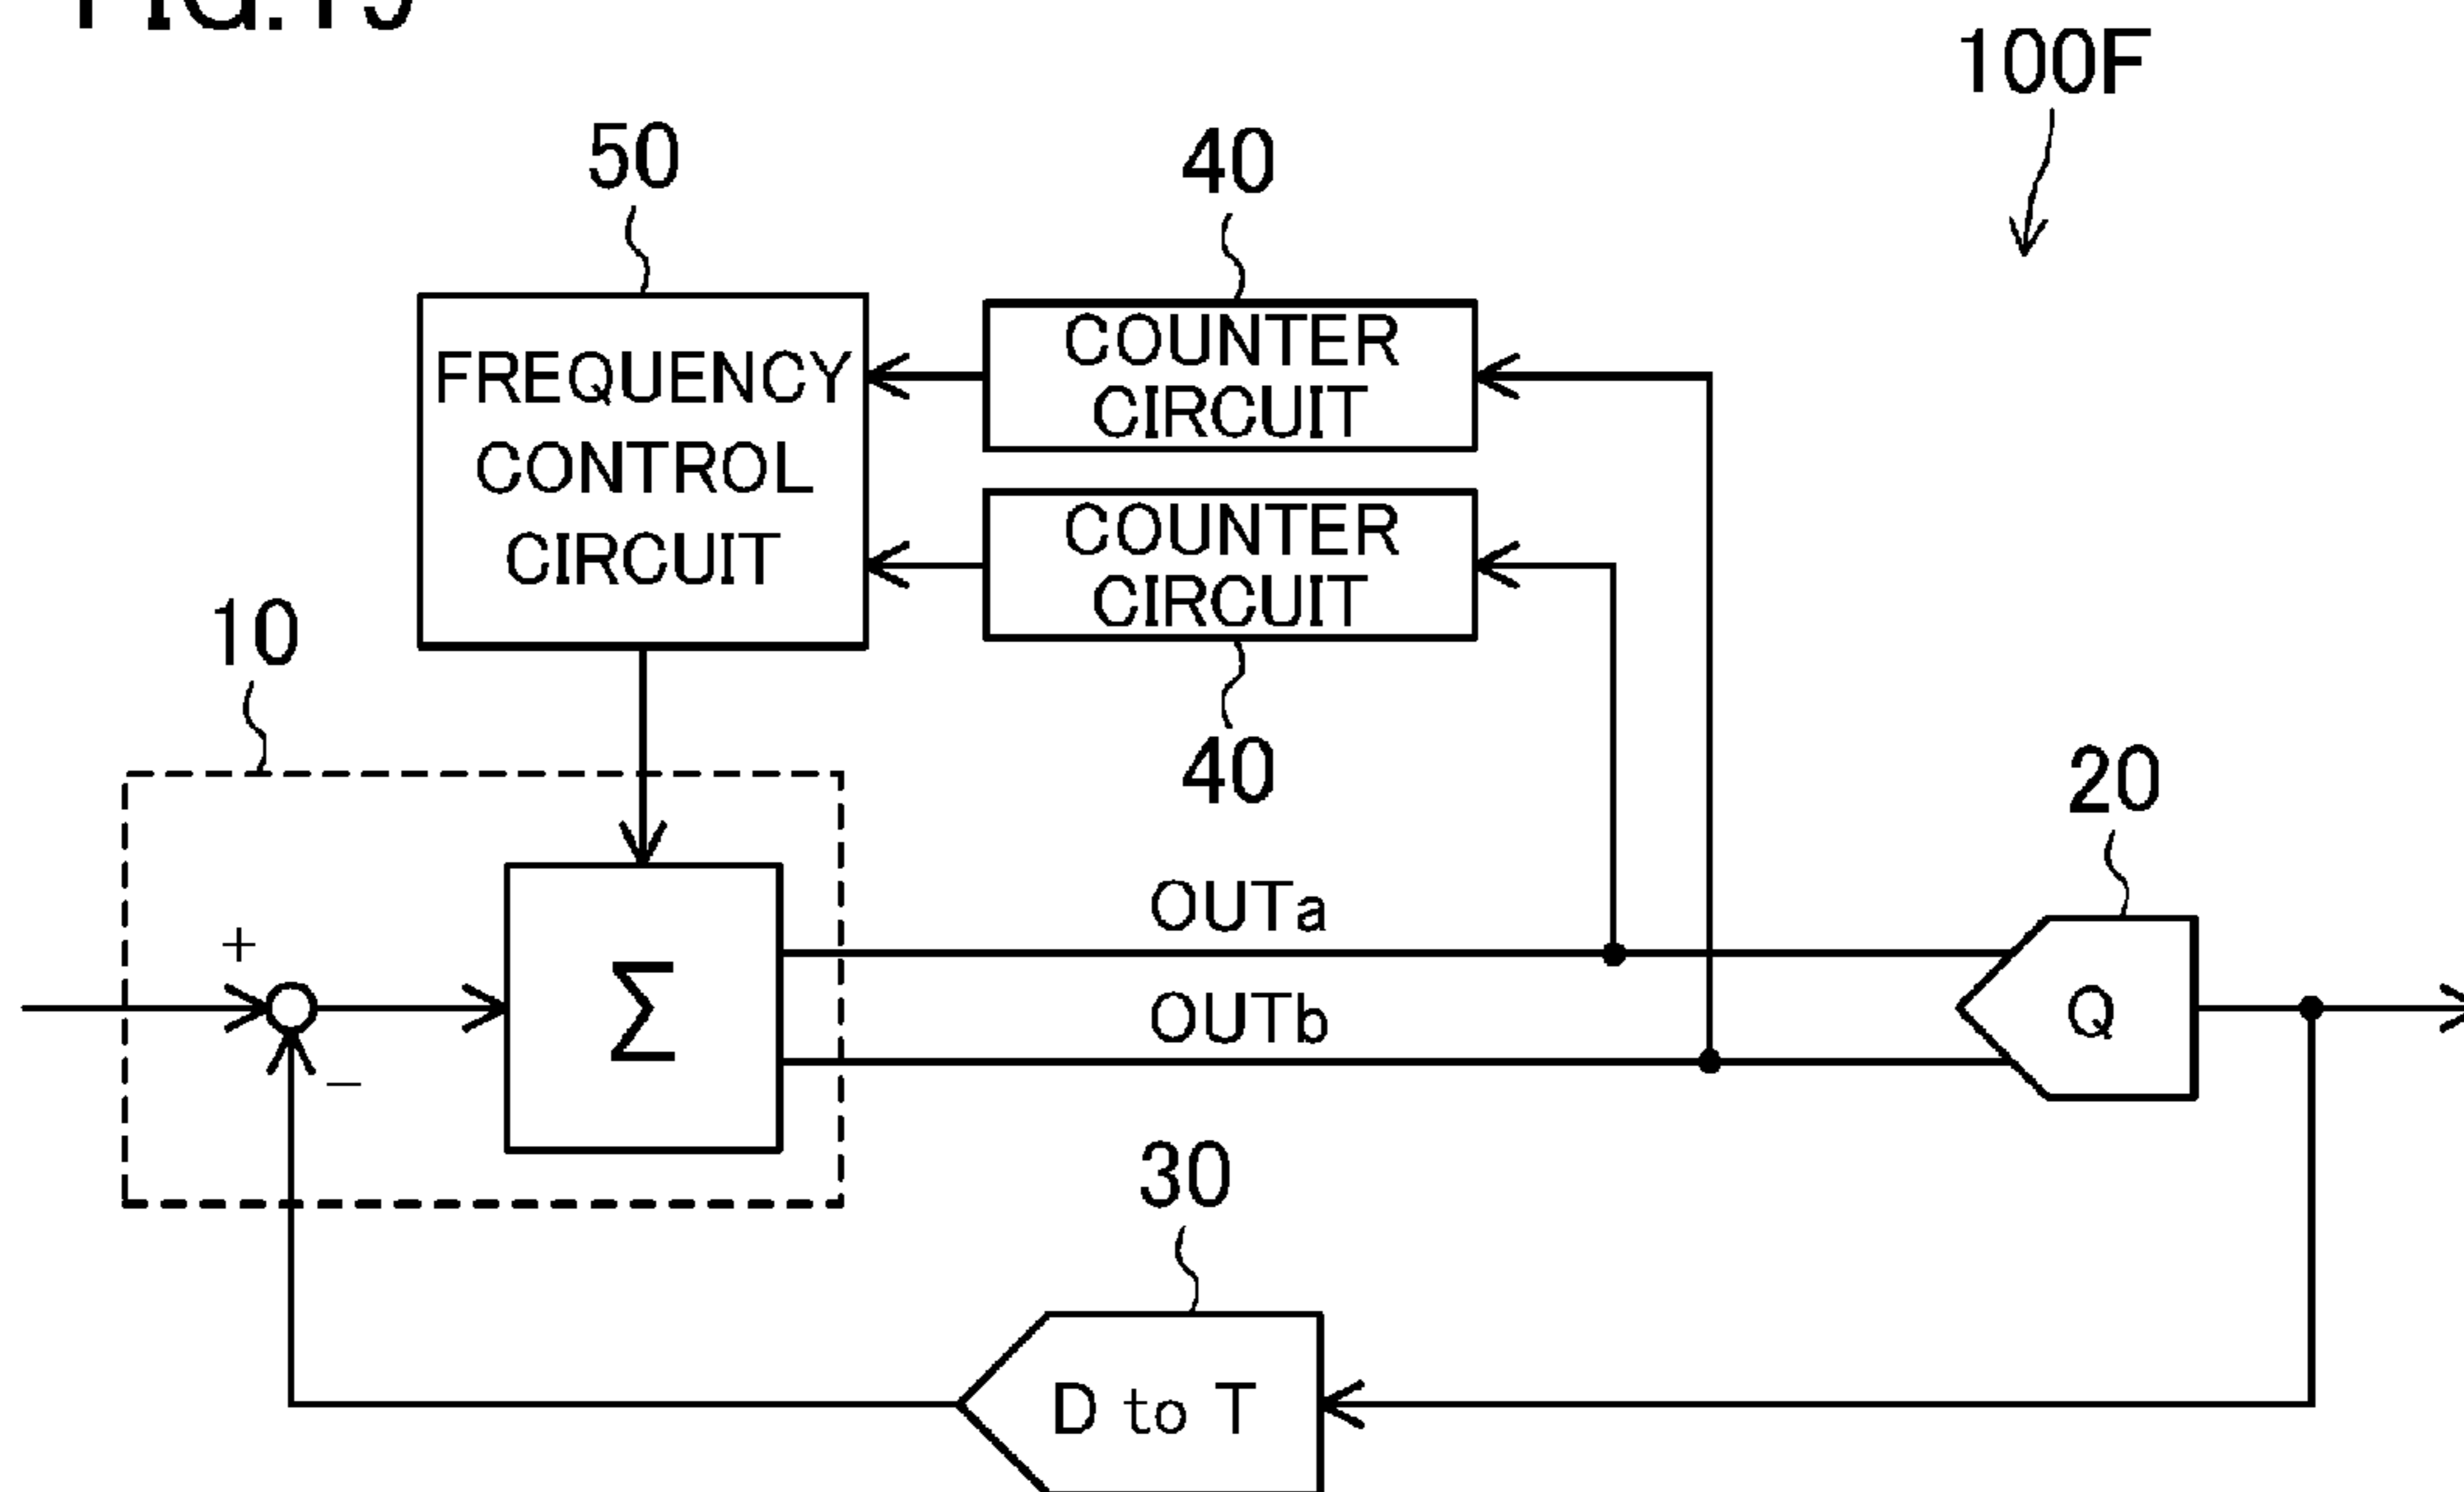 100F
50
40
FREQUENCY
CONTROL
CIRCUIT
COUNTER
CIRCUIT
COUNTER
CIRCUIT
10
40
20
+
OUTa
Σ
Q
OUTb
−
30
D to T